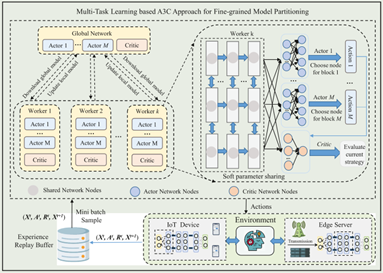 Multi-Task Learning based A3C Approach for Fine-grained Model Partitioning
Global Network
Actor 1
...
Actor M
Critic
Download global model
Update local model
Download global model
Update local model
Worker 1
Actor 1
...
Actor M
Critic
Worker 2
Actor 1
...
Actor M
Critic
...
Worker k
Actor 1
...
Actor M
Critic
Worker k
Actor 1
Choose node
for block 1
Action 1
...
Actor M
Choose node
for block M
Action M
Critic
Evaluate
current
strategy
Soft parameter sharing
Shared Network Nodes
Actor Network Nodes
Critic Network Nodes
Actions
Mini batch
Sample
Experience
Replay Buffer
IoT Device
Environment
Edge Server
Transmission